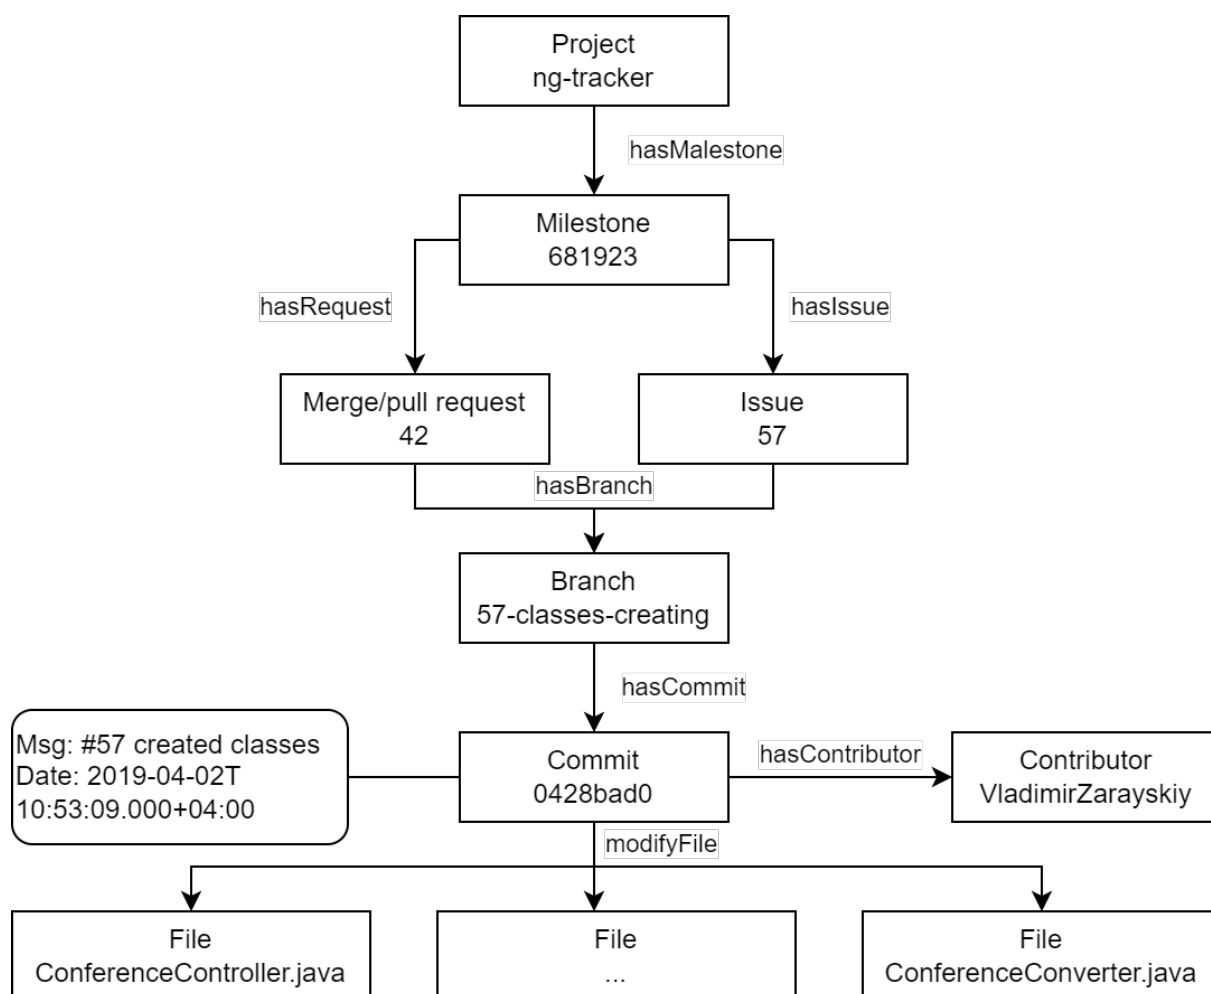 Project
ng-tracker
hasMalestone
Milestone
681923
hasRequest
hasIssue
Merge/pull request
42
Issue
57
hasBranch
Branch
57-classes-creating
hasCommit
Msg: #57 created classes
Date: 2019-04-02T
10:53:09.000+04:00
Commit
0428bad0
hasContributor
Contributor
VladimirZarayskiy
modifyFile
File
ConferenceController.java
File
...
File
ConferenceConverter.java